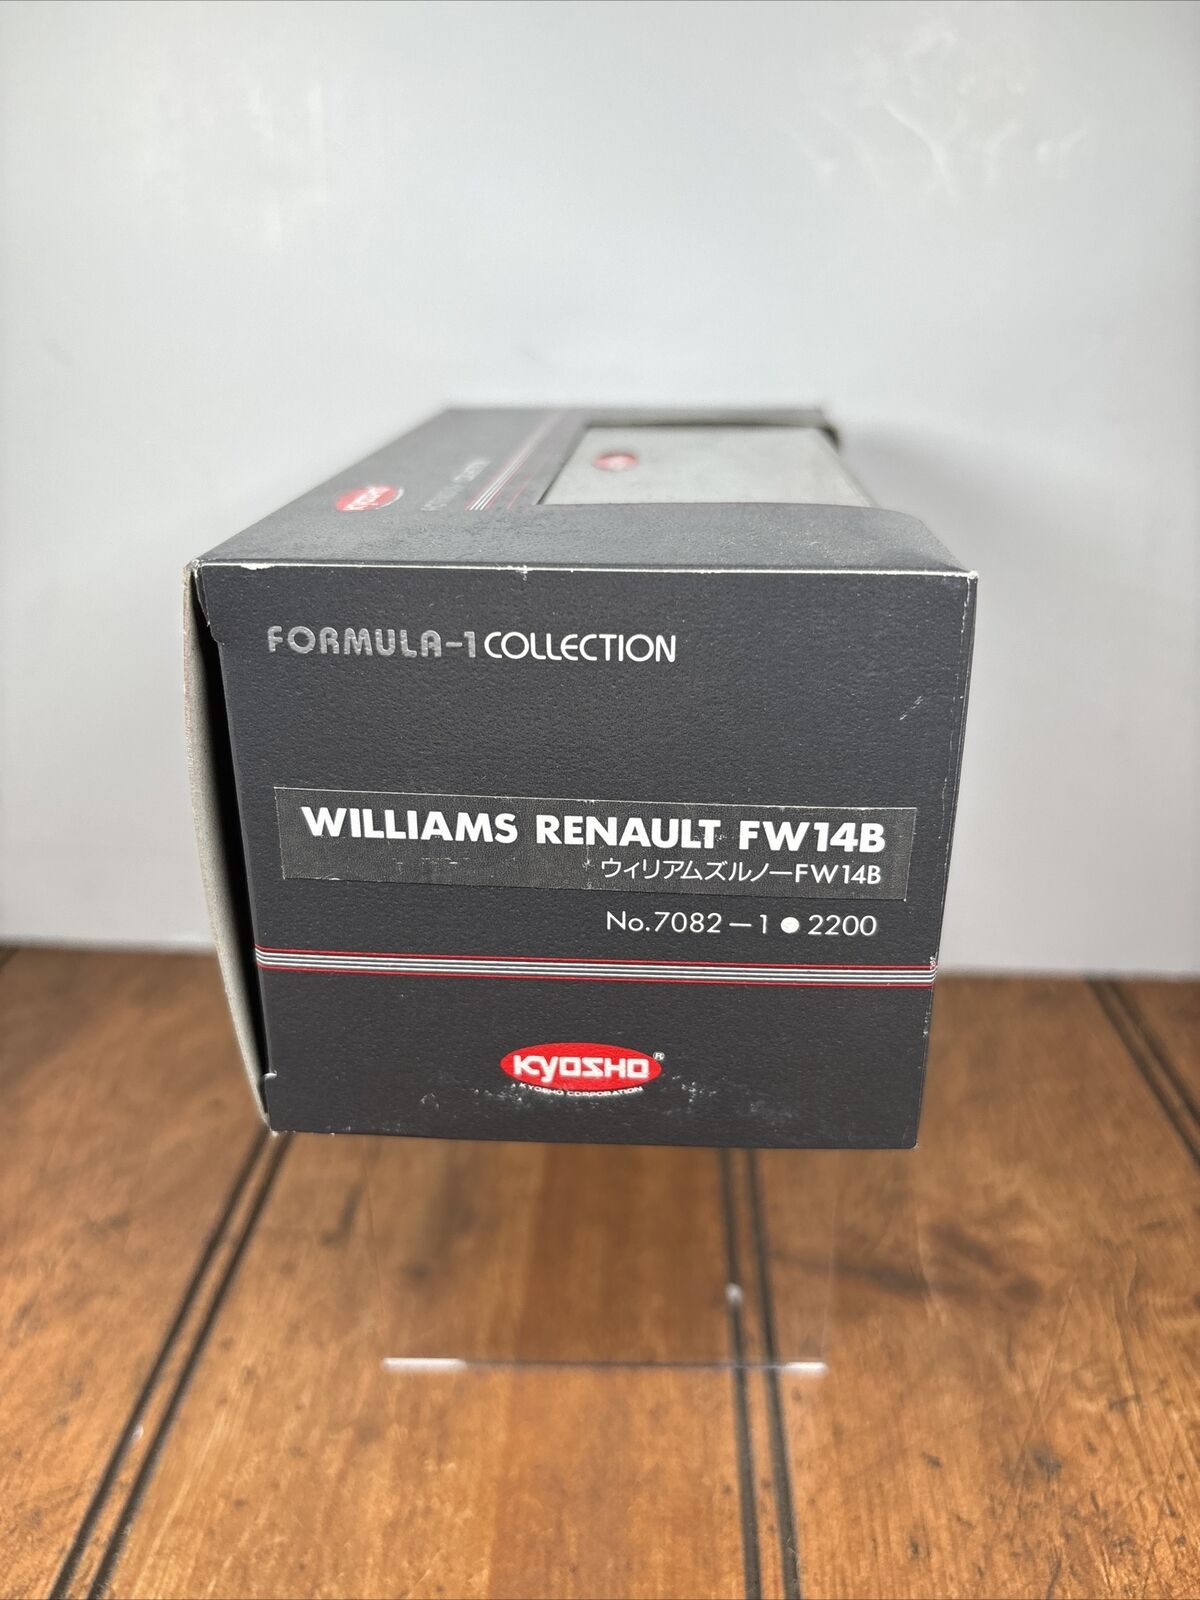 KYOSHO
FORMULA-1 COLLECTION
WILLIAMS RENAULT FW14B
ウィリアムズルノーFW14B
No.7082－1●2200
KYOSHO®
KYOSHO CORPORATION